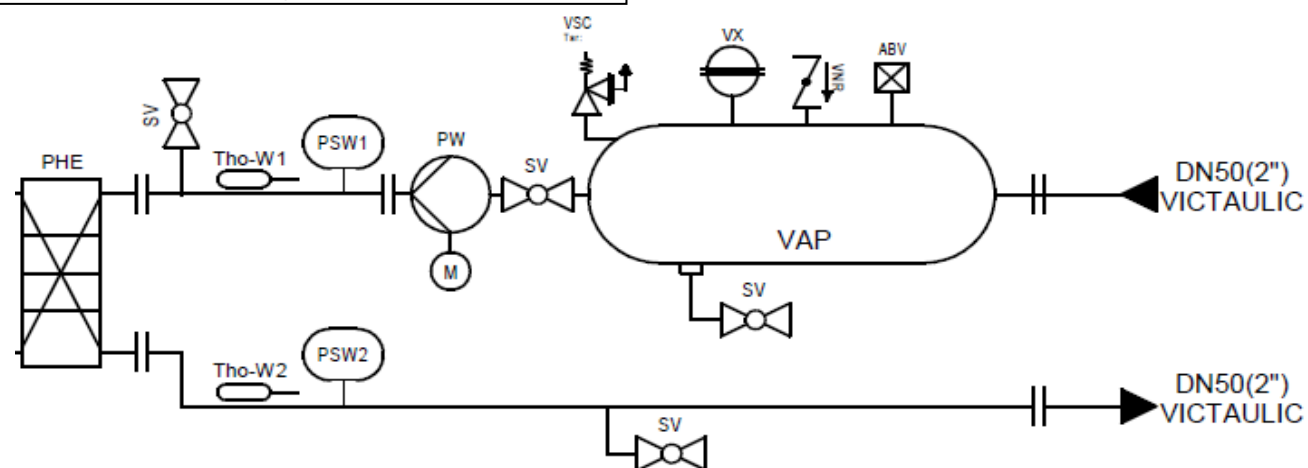 VSC
VX
ABV
VNR
SV
Tho-W1
PSW1
PW
SV
PHE
DN50(2")
VICTAULIC
VAP
M
SV
PSW2
Tho-W2
DN50(2")
VICTAULIC
SV